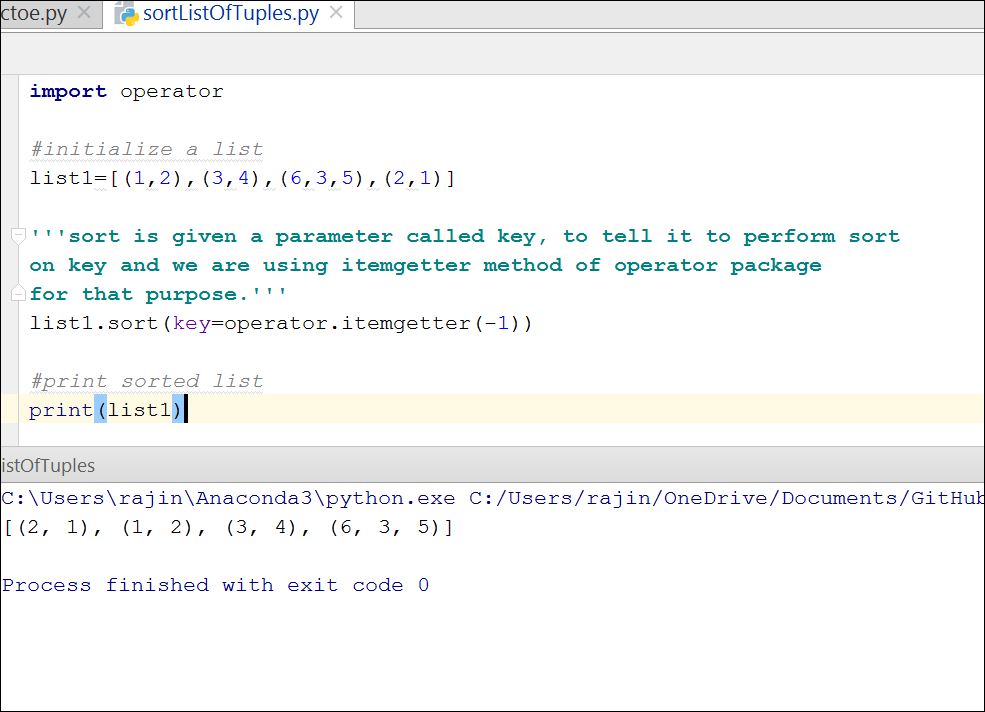 ctoe.py sortListOfTuples.py
import operator
#initialize a list
list1=[(1,2),(3,4),(6,3,5),(2,1)]
'''sort is given a parameter called key, to tell it to perform sort
on key and we are using itemgetter method of operator package
for that purpose.'''
list1.sort(key=operator.itemgetter(-1))
#print sorted list
print(list1)
istOfTuples
C:\Users\rajin\Anaconda3\python.exe C:/Users/rajin/OneDrive/Documents/GitHub
[(2, 1), (1, 2), (3, 4), (6, 3, 5)]
Process finished with exit code 0